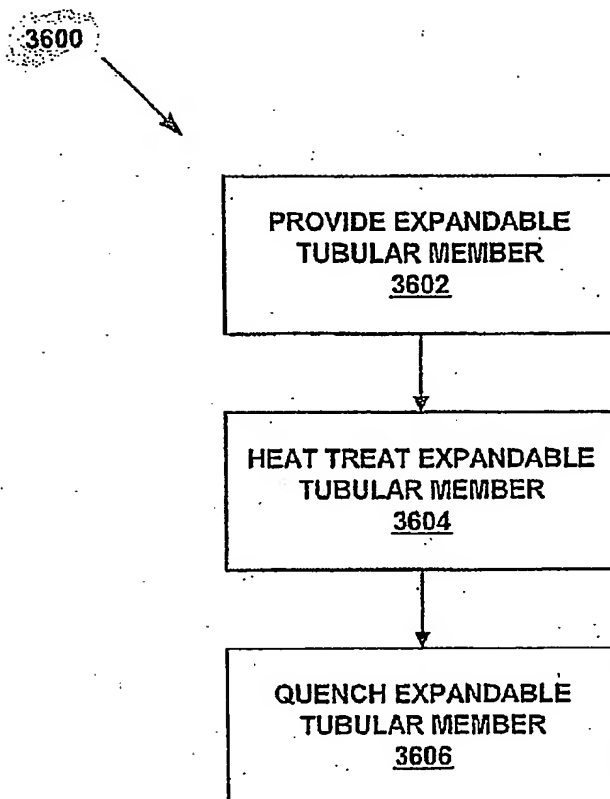 3600
PROVIDE EXPANDABLE
TUBULAR MEMBER
3602
HEAT TREAT EXPANDABLE
TUBULAR MEMBER
3604
QUENCH EXPANDABLE
TUBULAR MEMBER
3606